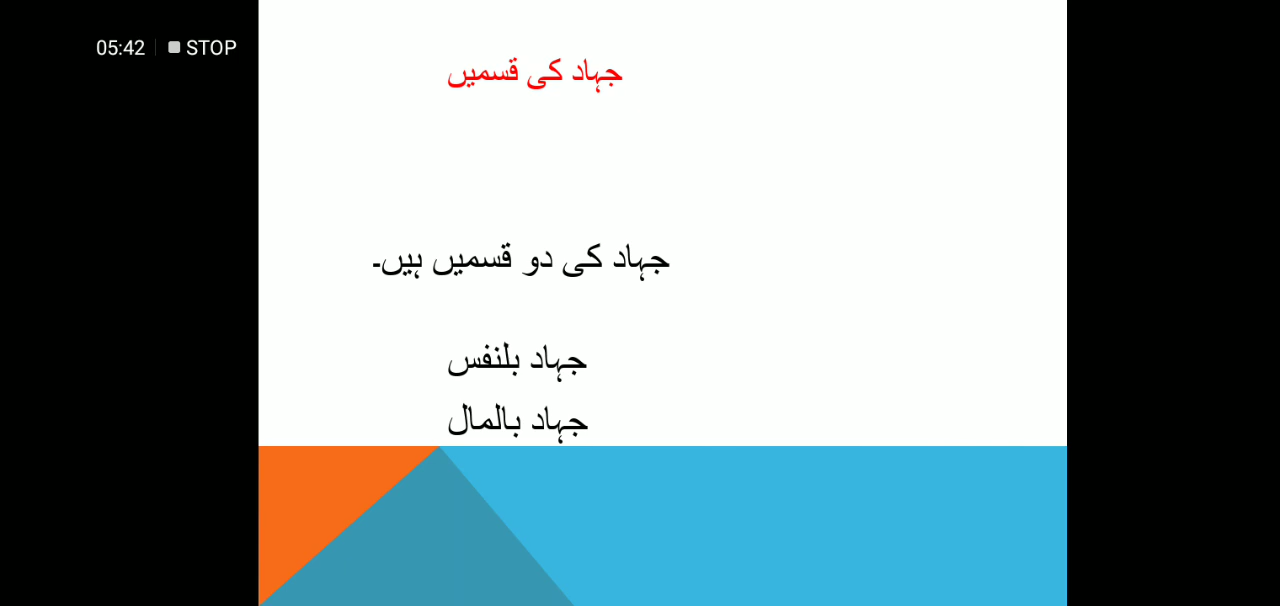 05:42 STOP
جہاد کی قسمیں
جہاد کی دو قسمیں ہیں۔
جہاد بلنفس
جہاد بالمال